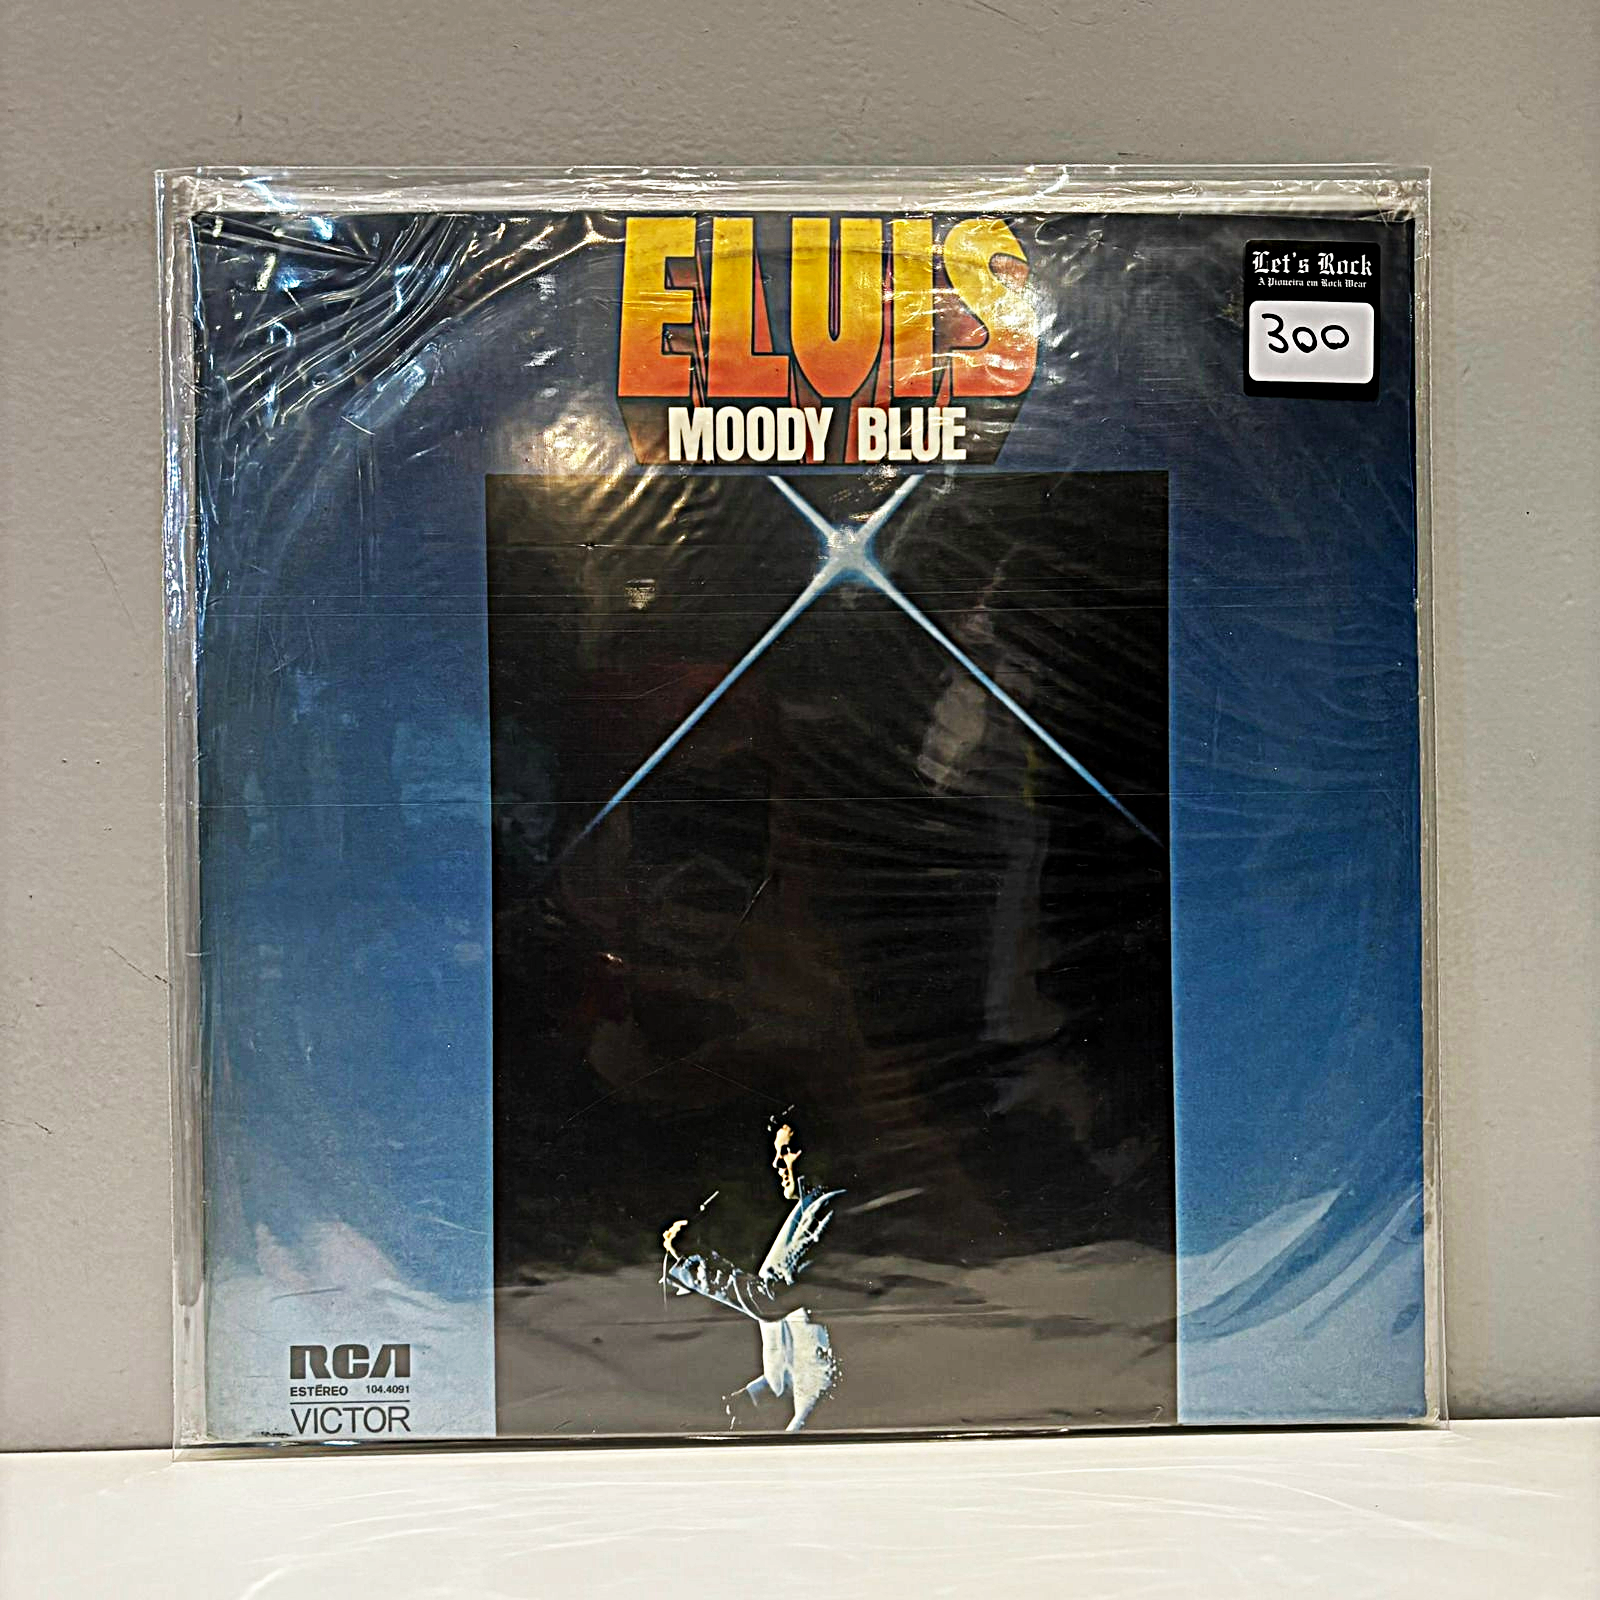 ELVIS
MOODY BLUE
Let's Rock
A Pioneira em Rock Wear
300
RCA
ESTÉREO 104.4091
VICTOR